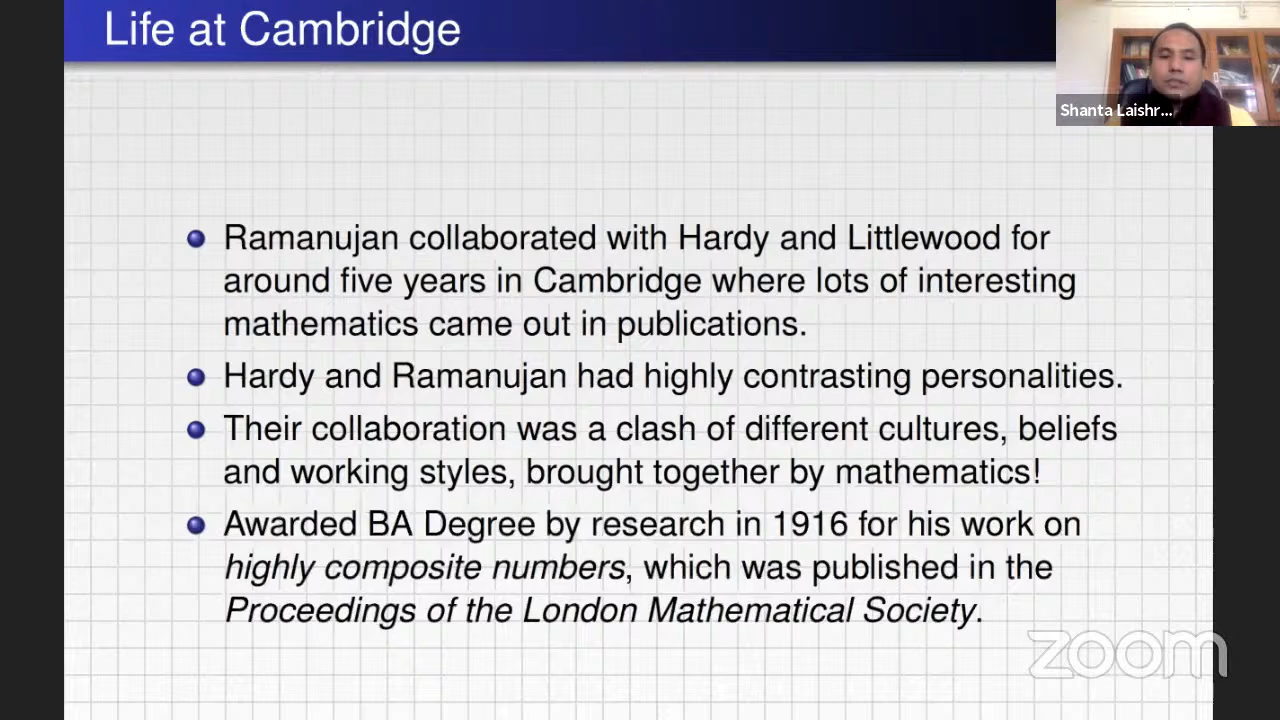 Life at Cambridge
Shanta Laishr...
Ramanujan collaborated with Hardy and Littlewood for
around five years in Cambridge where lots of interesting
mathematics came out in publications.
Hardy and Ramanujan had highly contrasting personalities.
Their collaboration was a clash of different cultures, beliefs
and working styles, brought together by mathematics!
Awarded BA Degree by research in 1916 for his work on
highly composite numbers, which was published in the
Proceedings of the London Mathematical Society.
zoom